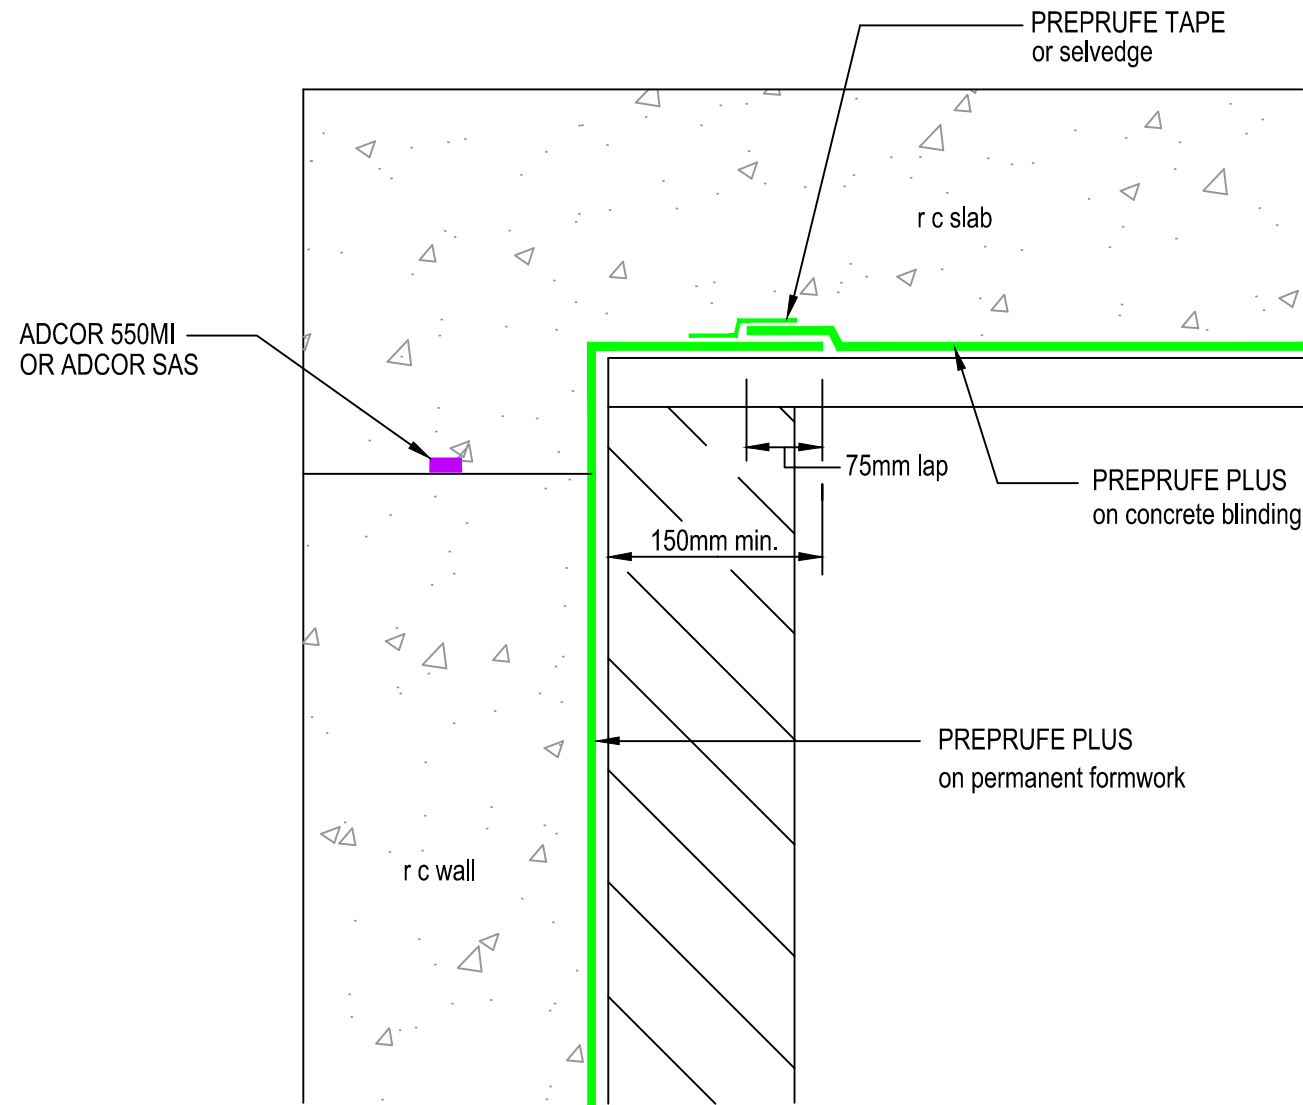 PREPRUFE TAPE
or selvedge
r c slab
ADCOR 550MI
OR ADCOR SAS
75mm lap
PREPRUFE PLUS
on concrete blinding
150mm min.
PREPRUFE PLUS
on permanent formwork
r c wall